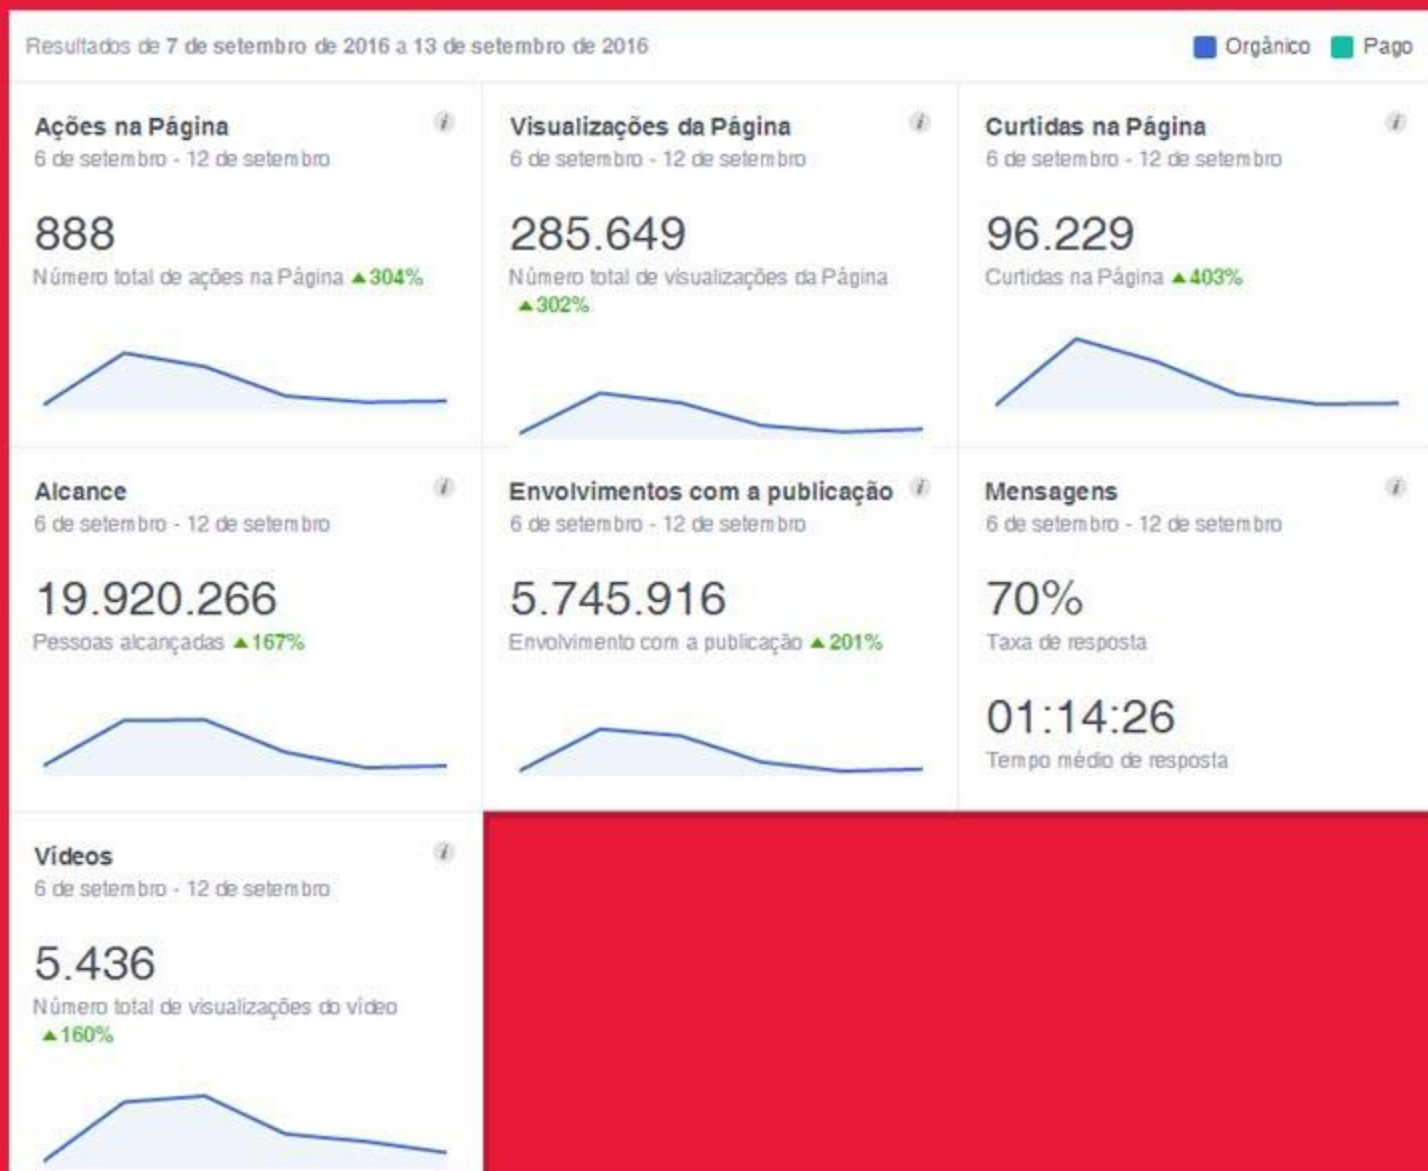 Resultados de 7 de setembro de 2016 a 13 de setembro de 2016
Orgânico Pago
Ações na Página
6 de setembro - 12 de setembro
888
Número total de ações na Página ▲304%
Visualizações da Página
6 de setembro - 12 de setembro
285.649
Número total de visualizações da Página
▲302%
Curtidas na Página
6 de setembro - 12 de setembro
96.229
Curtidas na Página ▲403%
Alcance
6 de setembro - 12 de setembro
19.920.266
Pessoas alcançadas ▲167%
Envolvimentos com a publicação
6 de setembro - 12 de setembro
5.745.916
Envolvimento com a publicação ▲201%
Mensagens
6 de setembro - 12 de setembro
70%
Taxa de resposta
01:14:26
Tempo médio de resposta
Vídeos
6 de setembro - 12 de setembro
5.436
Número total de visualizações do vídeo
▲160%